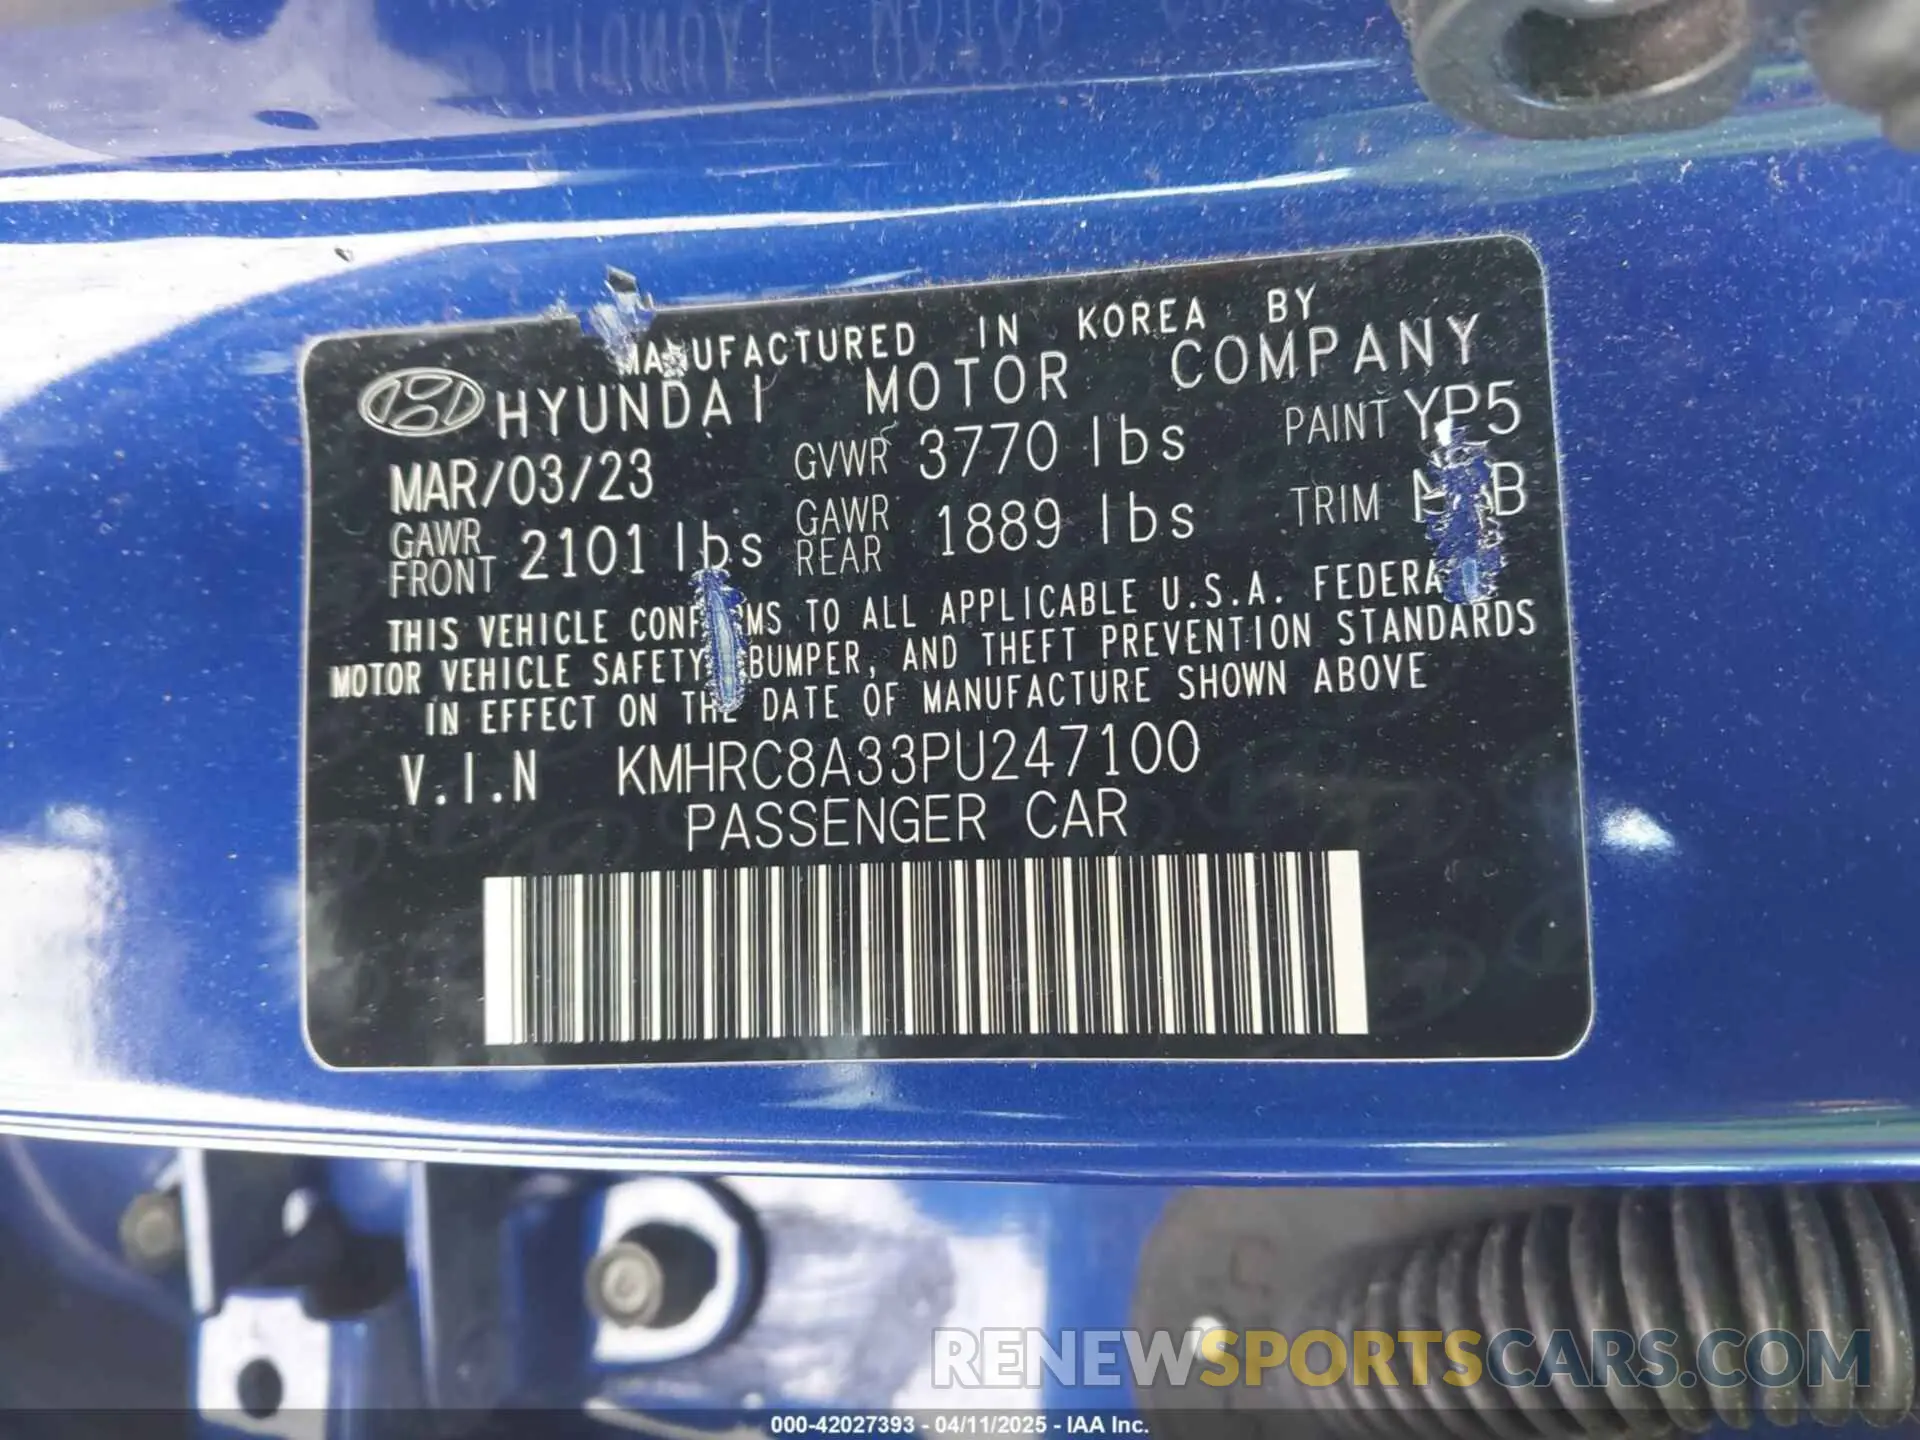 MANUFACTURED IN KOREA BY
HYUNDAI MOTOR COMPANY
MAR/03/23 GVWR 3770 lbs PAINT YP5
GAWR FRONT 2101 lbs GAWR REAR 1889 lbs TRIM
THIS VEHICLE CONFORMS TO ALL APPLICABLE U.S.A. FEDERAL
MOTOR VEHICLE SAFETY, BUMPER, AND THEFT PREVENTION STANDARDS
IN EFFECT ON THE DATE OF MANUFACTURE SHOWN ABOVE
V.I.N KMHRC8A33PU247100
PASSENGER CAR
RENEWSPORTSCARS.COM
000-42027393 - 04/11/2025 - IAA Inc.